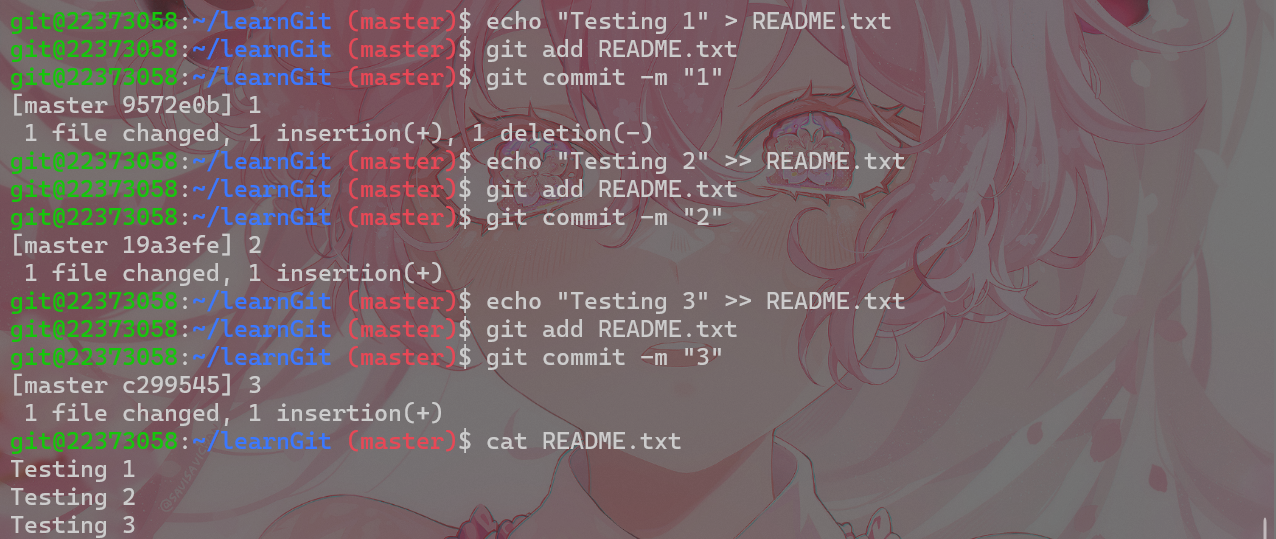 git@22373058:~/learnGit (master)$ echo "Testing 1" > README.txt
git@22373058:~/learnGit (master)$ git add README.txt
git@22373058:~/learnGit (master)$ git commit -m "1"
[master 9572e0b] 1
 1 file changed, 1 insertion(+), 1 deletion(-)
git@22373058:~/learnGit (master)$ echo "Testing 2" >> README.txt
git@22373058:~/learnGit (master)$ git add README.txt
git@22373058:~/learnGit (master)$ git commit -m "2"
[master 19a3efe] 2
 1 file changed, 1 insertion(+)
git@22373058:~/learnGit (master)$ echo "Testing 3" >> README.txt
git@22373058:~/learnGit (master)$ git add README.txt
git@22373058:~/learnGit (master)$ git commit -m "3"
[master c299545] 3
 1 file changed, 1 insertion(+)
git@22373058:~/learnGit (master)$ cat README.txt
Testing 1
Testing 2
Testing 3